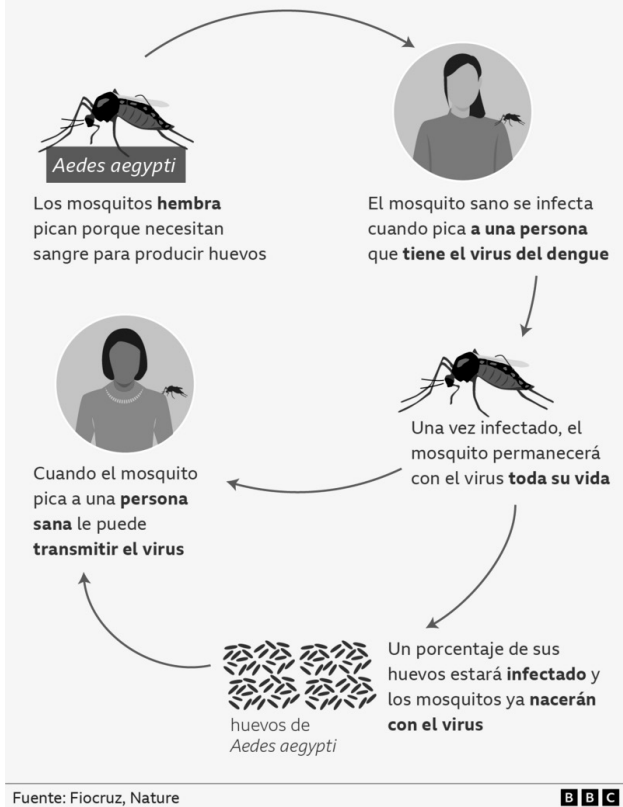 Aedes aegypti
Los mosquitos hembra
pican porque necesitan
sangre para producir huevos
El mosquito sano se infecta
cuando pica a una persona
que tiene el virus del dengue
Una vez infectado, el
mosquito permanecerá
con el virus toda su vida
Cuando el mosquito
pica a una persona
sana le puede
transmitir el virus
Un porcentaje de sus
huevos estará infectado y
los mosquitos ya nacerán
con el virus
huevos de
Aedes aegypti
Fuente: Fiocruz, Nature
BBC